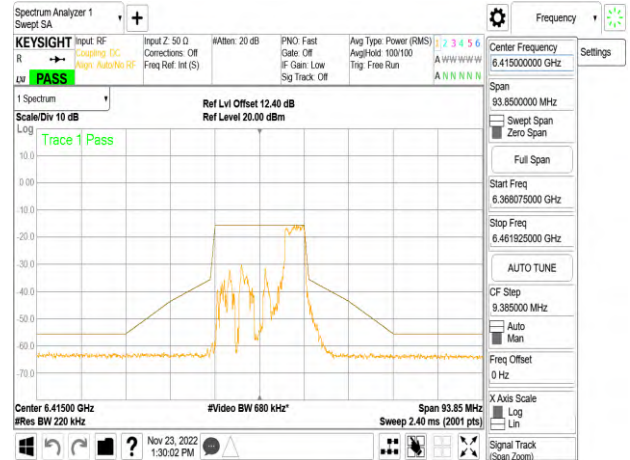 Spectrum Analyzer 1
Swept SA
+
Frequency
KEYSIGHT
R
LXI
PASS
Input: RF
Coupling: DC
Align: Auto/No RF
Input Z: 50 Ω
Corrections: Off
Freq Ref: Int (S)
#Atten: 20 dB
PNO: Fast
Gate: Off
IF Gain: Low
Sig Track: Off
Avg Type: Power (RMS)
Avg|Hold: 100/100
Trig: Free Run
1 2 3 4 5 6
A W W W W W
A N N N N N
1 Spectrum
Scale/Div 10 dB
Ref Lvl Offset 12.40 dB
Ref Level 20.00 dBm
Log
Trace 1 Pass
10.0
0.00
-10.0
-20.0
-30.0
-40.0
-50.0
-60.0
-70.0
Center 6.41500 GHz
#Video BW 680 kHz*
Span 93.85 MHz
#Res BW 220 kHz
Sweep 2.40 ms (2001 pts)
?
Nov 23, 2022
1:30:02 PM
Center Frequency
6.415000000 GHz
Settings
Span
93.8500000 MHz
Swept Span
Zero Span
Full Span
Start Freq
6.368075000 GHz
Stop Freq
6.461925000 GHz
AUTO TUNE
CF Step
9.385000 MHz
Auto
Man
Freq Offset
0 Hz
X Axis Scale
Log
Lin
Signal Track
(Span Zoom)